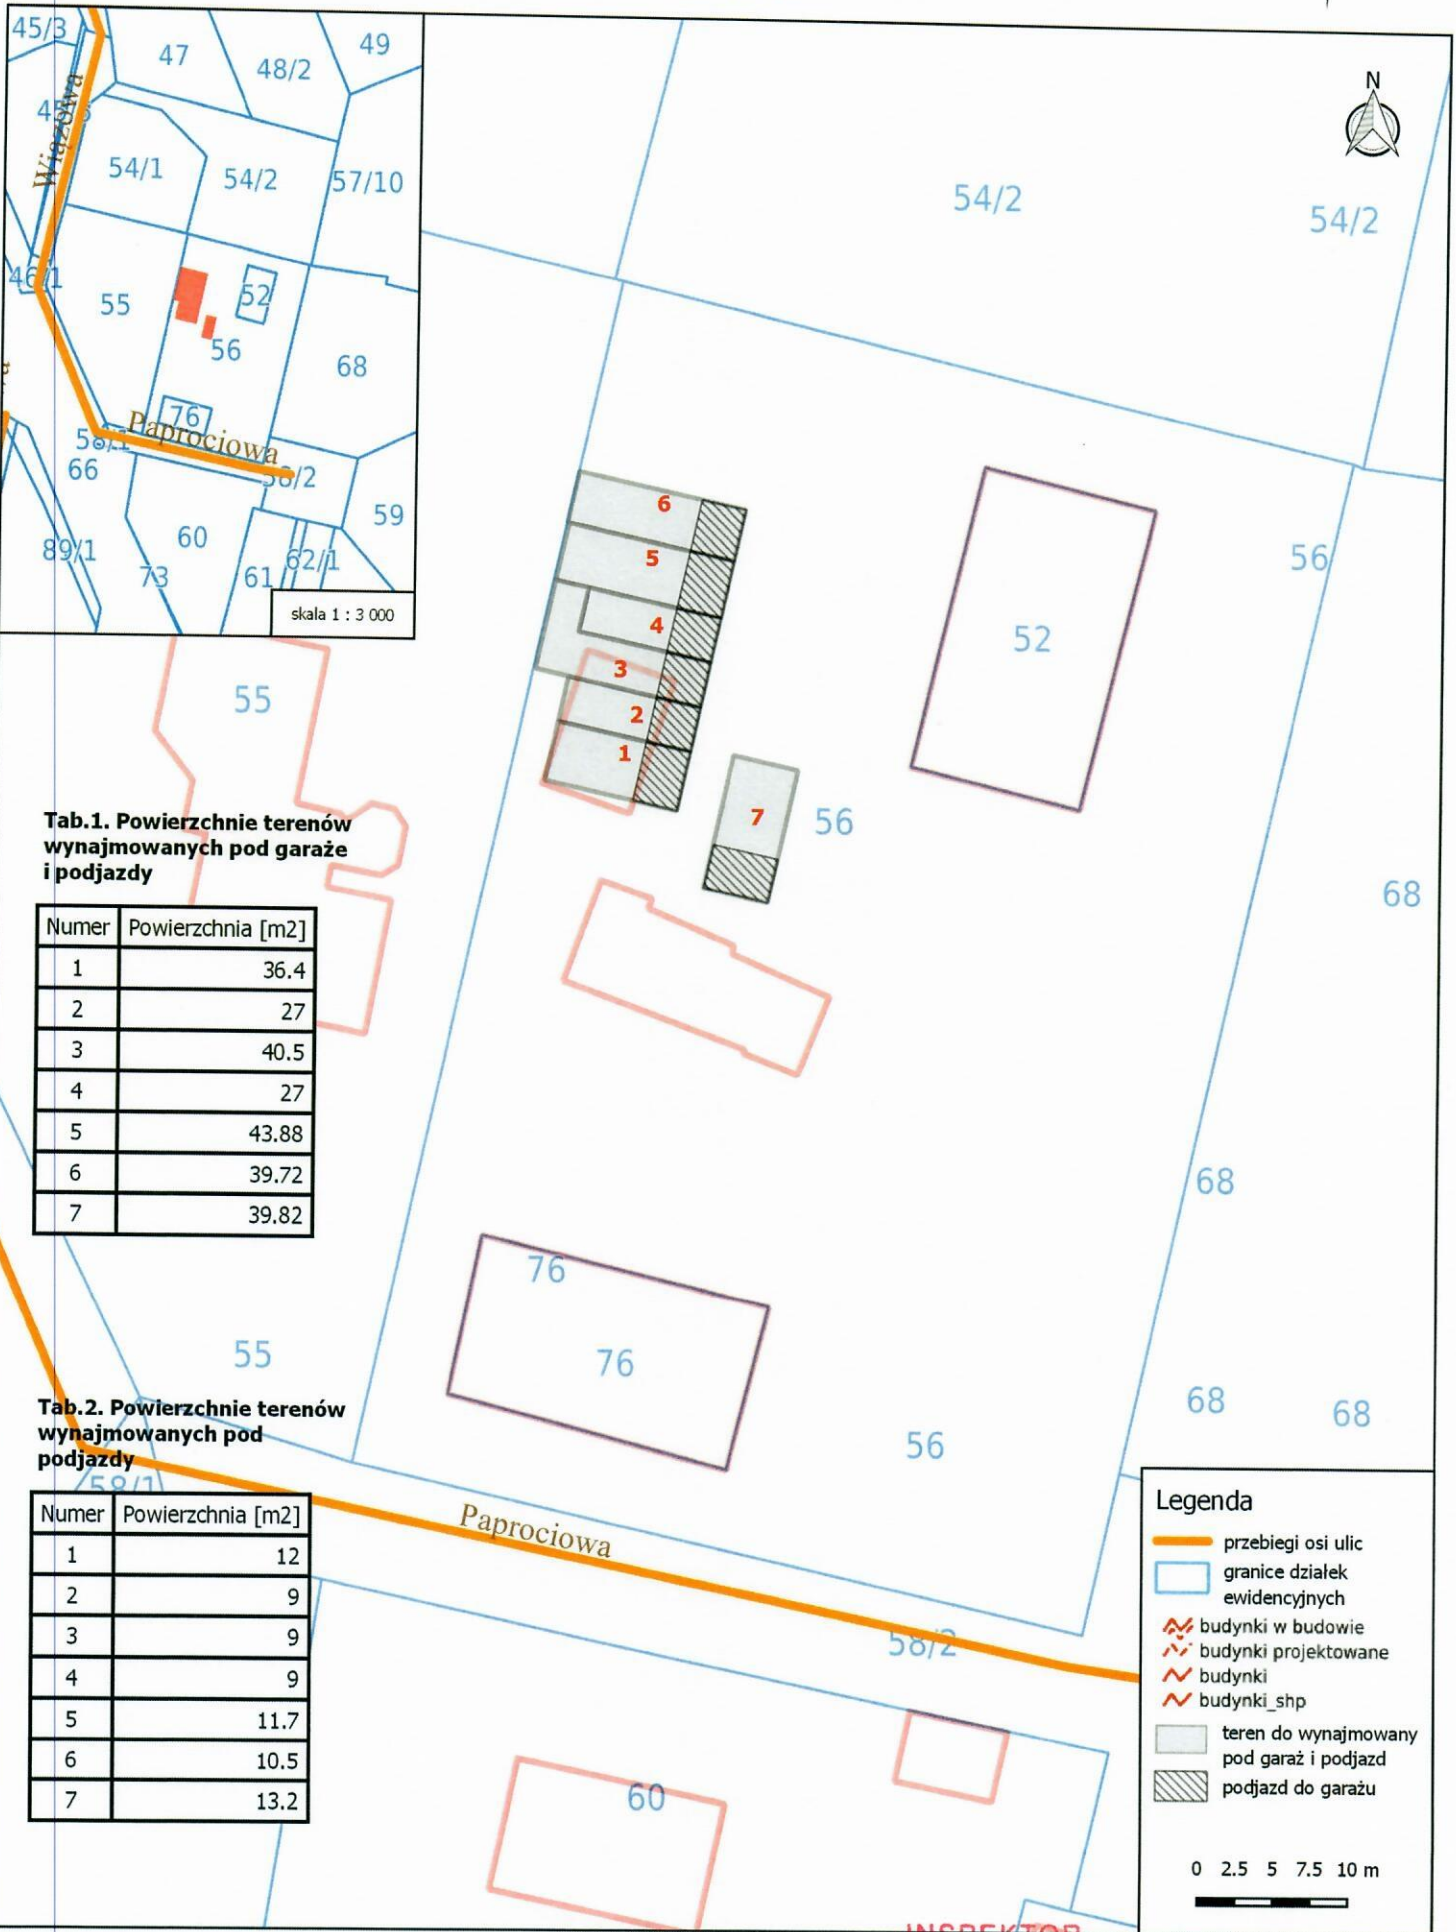 45/3
47
48/2
49
Wiązowa
54/1
54/2
57/10
46/1
55
52
56
68
76
Paprociowa
58/1
66
58/2
59
60
89/1
73
61
62/1
skala 1 : 3 000
N
54/2
54/2
6
5
4
3
2
1
7
52
56
55
56
68
Tab.1. Powierzchnie terenów
wynajmowanych pod garaże
i podjazdy
Numer Powierzchnia [m2]
1 36.4
2 27
3 40.5
4 27
5 43.88
6 39.72
7 39.82
68
76
76
55
68
68
56
Tab.2. Powierzchnie terenów
wynajmowanych pod
podjazdy
58/1
Numer Powierzchnia [m2]
1 12
2 9
3 9
4 9
5 11.7
6 10.5
7 13.2
Paprociowa
58/2
60
Legenda
przebiegi osi ulic
granice działek
ewidencyjnych
budynki w budowie
budynki projektowane
budynki
budynki_shp
teren do wynajmowany
pod garaż i podjazd
podjazd do garażu
0 2.5 5 7.5 10 m
INSPEKTOR